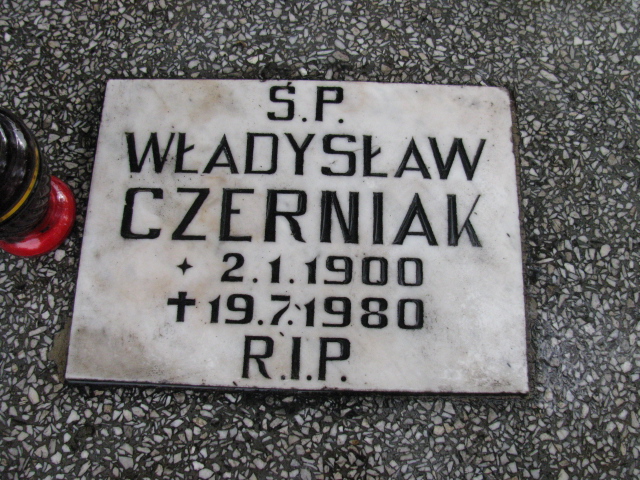 Ś.P.
WŁADYSŁAW
CZERNIAK
✦ 2.1.1900
✝ 19.7.1980
R.I.P.